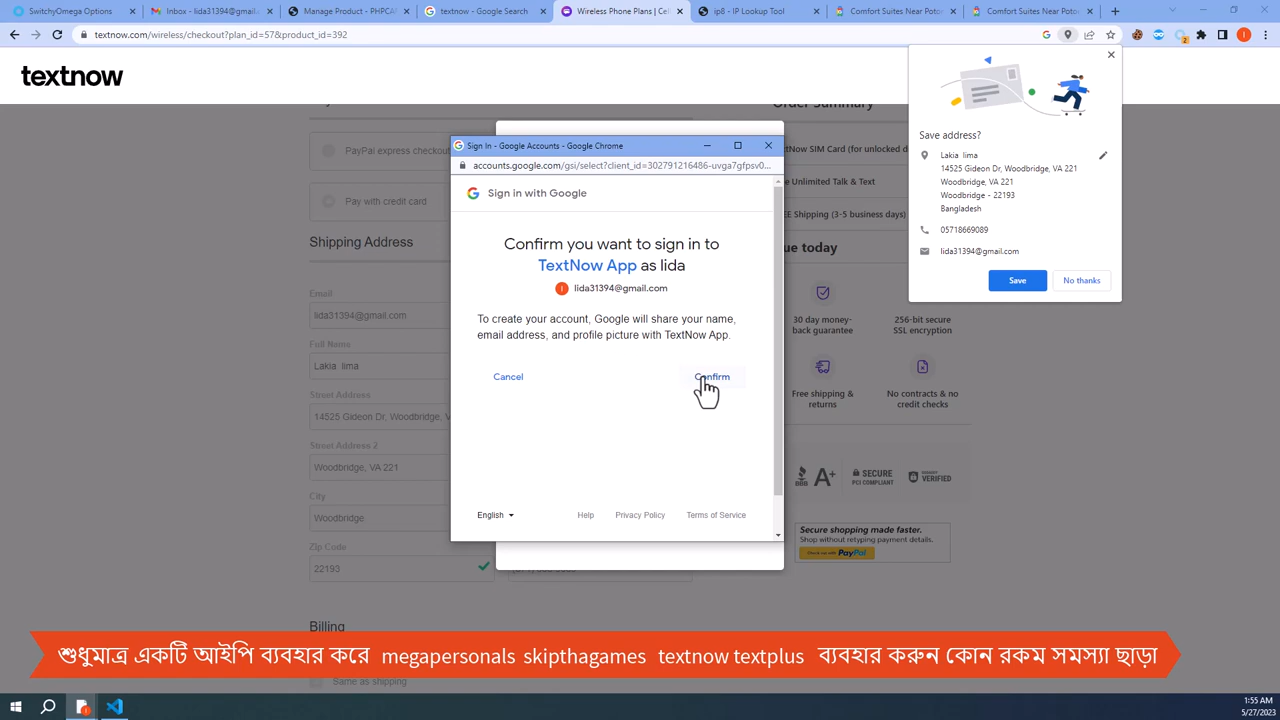 SwitchyOmega Options
Inbox - lida31394@gmail.c
Manage Product - PHPCA
textnow - Google Search
Wireless Phone Plans | Cel
ip8 - IP Lookup Tool
Comfort Suites Near Potor
Comfort Suites Near Potor
textnow.com/wireless/checkout?plan_id=57&product_id=392
textnow
Save address?
Lakia lima
14525 Gideon Dr, Woodbridge, VA 221
Woodbridge, VA 221
Woodbridge - 22193
Bangladesh
05718669089
lida31394@gmail.com
Save
No thanks
Sign In - Google Accounts - Google Chrome
accounts.google.com/gsi/select?client_id=302791216486-uvga7gfpsv0...
Sign in with Google
Confirm you want to sign in to
TextNow App as lida
lida31394@gmail.com
To create your account, Google will share your name,
email address, and profile picture with TextNow App.
Cancel
Confirm
English
Help
Privacy Policy
Terms of Service
PayPal express checkou
Pay with credit card
Shipping Address
Email
lida31394@gmail.com
Full Name
Lakia lima
Street Address
14525 Gideon Dr, Woodbridge, V
Street Address 2
Woodbridge, VA 221
City
Woodbridge
Zip Code
22193
Billing
Same as shipping
Order Summary
tNow SIM Card (for unlocked d
e Unlimited Talk & Text
EE Shipping (3-5 business days)
ue today
30 day money-
back guarantee
256-bit secure
SSL encryption
Free shipping &
returns
No contracts & no
credit checks
BBB A+
SECURE
PCI COMPLIANT
VERIFIED
Secure shopping made faster.
Shop without retyping payment details.
PayPal
শুধুমাত্র একটি আইপি ব্যবহার করে megapersonals skipthagames textnow textplus ব্যবহার করুন কোন রকম সমস্যা ছাড়া
1:55 AM
5/27/2023